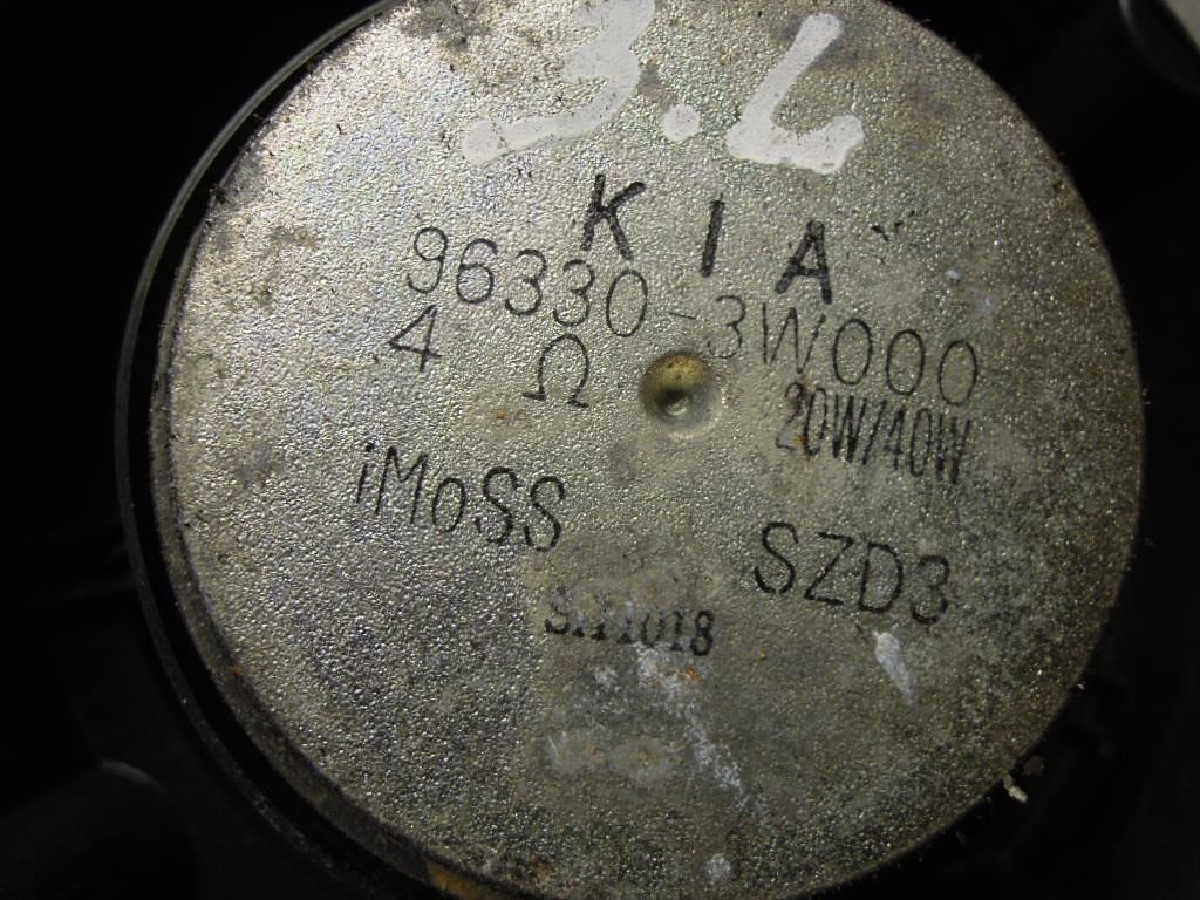 3.L
KIA
96330-3W000
4 Ω
20W/40W
iMoSS
SZD3